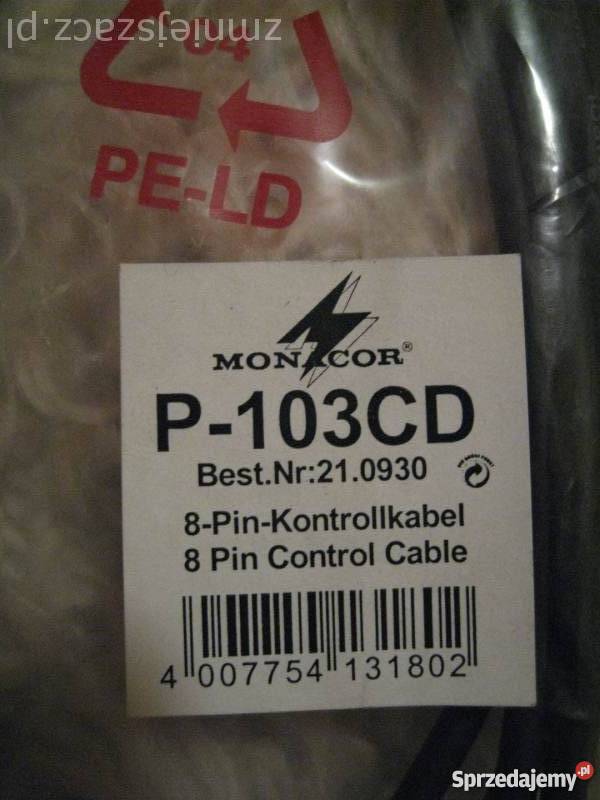 zmniejszacz.pl
04
PE-LD
MONACOR®
P-103CD
Best.Nr:21.0930
8-Pin-Kontrollkabel
8 Pin Control Cable
4 007754 131802
Sprzedajemy.pl